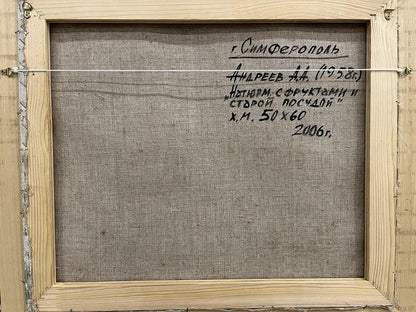 г Симферополь
Андреев А.А. (1958г.)
„Натюрм. с фруктами и
старой посудой"
х.м. 50х60
2006г.